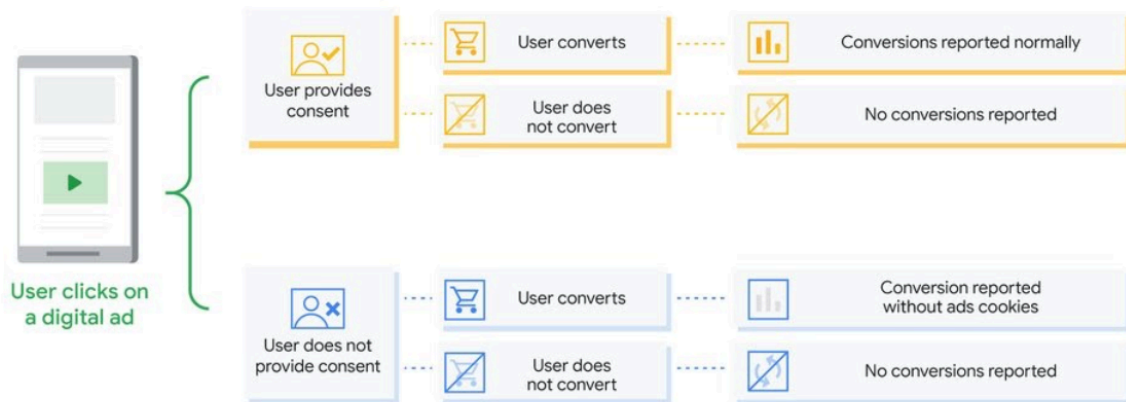 User clicks on
a digital ad
User provides
consent
User converts
Conversions reported normally
User does
not convert
No conversions reported
User does not
provide consent
User converts
Conversion reported
without ads cookies
User does
not convert
No conversions reported